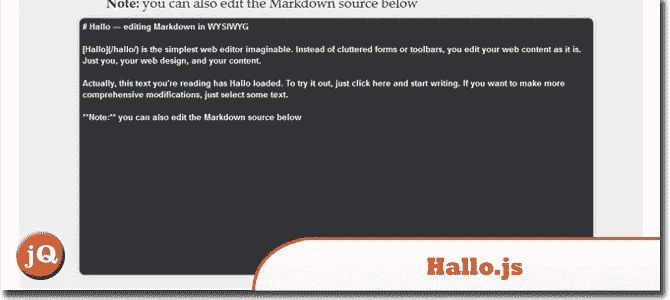 Note: you can also edit the Markdown source below
# Hallo — editing Markdown in WYSIWYG
[Hallo](/hallo/) is the simplest web editor imaginable. Instead of cluttered forms or toolbars, you edit your web content as it is.
Just you, your web design, and your content.
Actually, this text you're reading has Hallo loaded. To try it out, just click here and start writing. If you want to make more
comprehensive modifications, just select some text.
**Note:** you can also edit the Markdown source below
jQ
Hallo.js